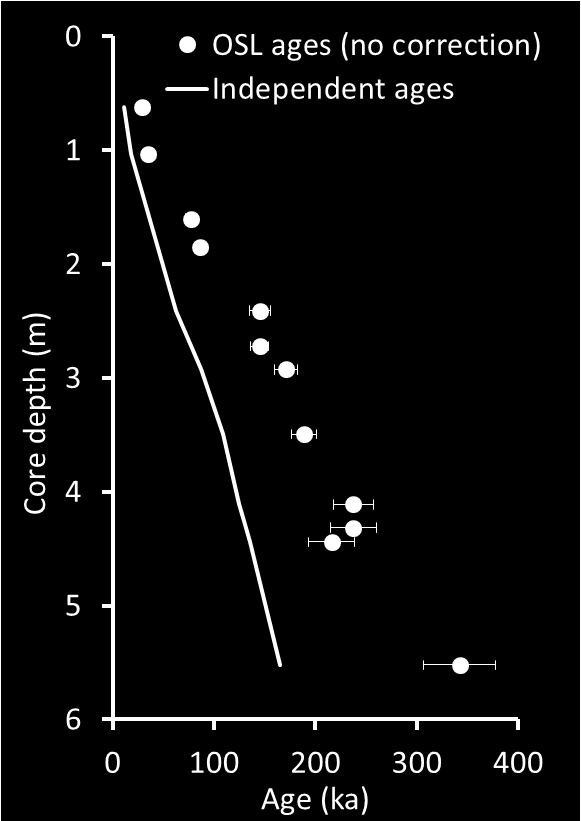 OSL ages (no correction)
Independent ages
Core depth (m)
0
1
2
3
4
5
6
0 100 200 300 400
Age (ka)